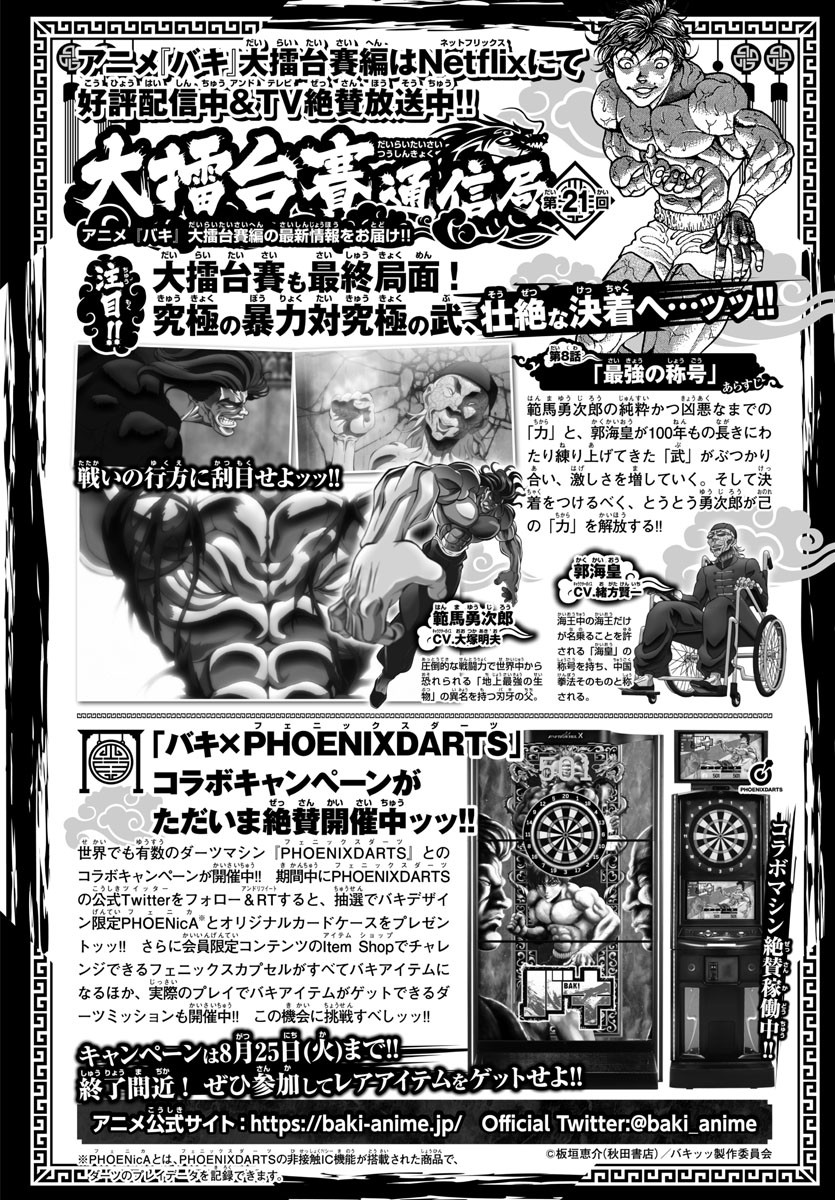 アニメ『バキ』大擂台賽編はNetflixにて
好評配信中&TV絶賛放送中!!
大擂台賽通信局
第21回
アニメ『バキ』大擂台賽編の最新情報をお届け!!
注目!!
大擂台賽も最終局面！
究極の暴力対究極の武、壮絶な決着へ…ッッ!!
第8話
「最強の称号」
あらすじ
範馬勇次郎の純粋かつ凶悪なまでの
「力」と、郭海皇が100年もの長きにわ
たり練り上げてきた「武」がぶつかり
合い、激しさを増していく。そして決
着をつけるべく、とうとう勇次郎が己
の「力」を解放する!!
戦いの行方に刮目せよッッ!!
範馬勇次郎
CV.大塚明夫
圧倒的な戦闘力で世界中から
恐れられる「地上最強の生
物」の異名を持つ刃牙の父。
郭海皇
CV.緒方賢一
海王中の海王だけ
が名乗ることを許
される「海皇」の
称号を持ち、中国
拳法そのものと称
される。
「バキ×PHOENIXDARTS」
コラボキャンペーンが
ただいま絶賛開催中ッッ!!
世界でも有数のダーツマシン『PHOENIXDARTS』との
コラボキャンペーンが開催中!!　期間中にPHOENIXDARTS
の公式Twitterをフォロー&RTすると、抽選でバキデザイ
ン限定PHOENicA※とオリジナルカードケースをプレゼン
トッッ!!　さらに会員限定コンテンツのItem Shopでチャレ
ンジできるフェニックスカプセルがすべてバキアイテムに
なるほか、実際のプレイでバキアイテムがゲットできるダ
ーツミッションも開催中!!　この機会に挑戦すべしッッ!!
キャンペーンは8月25日(火)まで!!
終了間近！ ぜひ参加してレアアイテムをゲットせよ!!
501
BAKI
PHOENIXDARTS
コラボマシン絶賛稼働中!!
アニメ公式サイト：https://baki-anime.jp/　Official Twitter:@baki_anime
※PHOENicAとは、PHOENIXDARTSの非接触IC機能が搭載された商品で、
ダーツのプレイデータを記録できます。
©板垣恵介(秋田書店)／バキッッ製作委員会